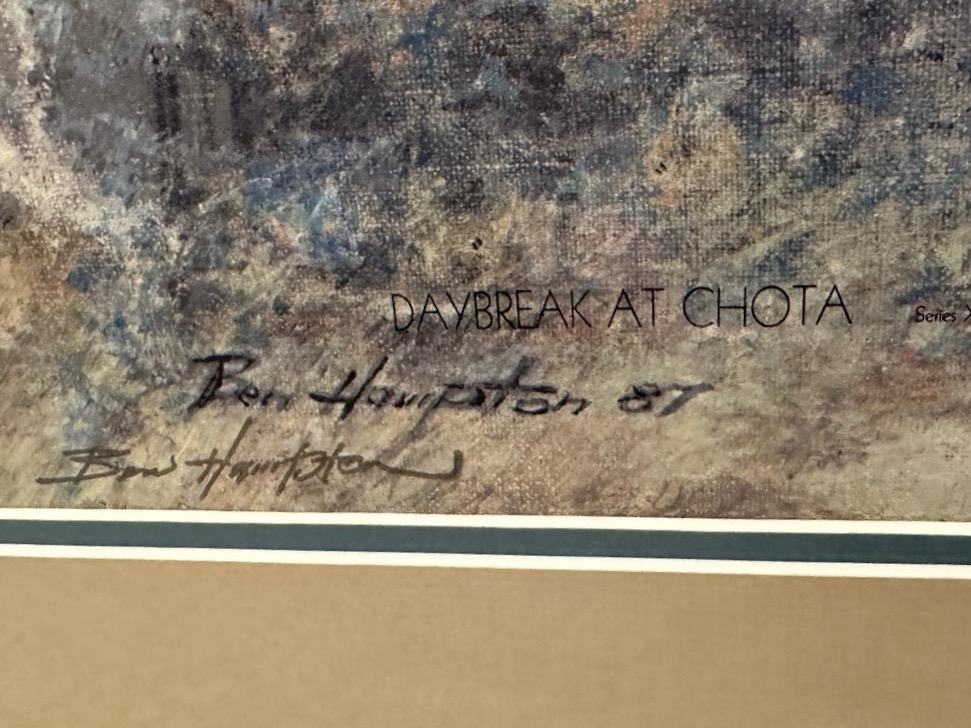 DAYBREAK AT CHOTA Series
Ben Hampton 87
Ben Hampton